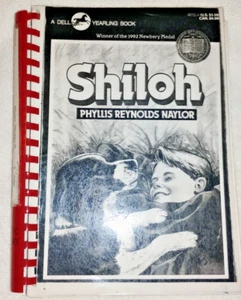 A DELL YEARLING BOOK
Winner of the 1992 Newbery Medal
Shiloh
PHYLLIS REYNOLDS NAYLOR